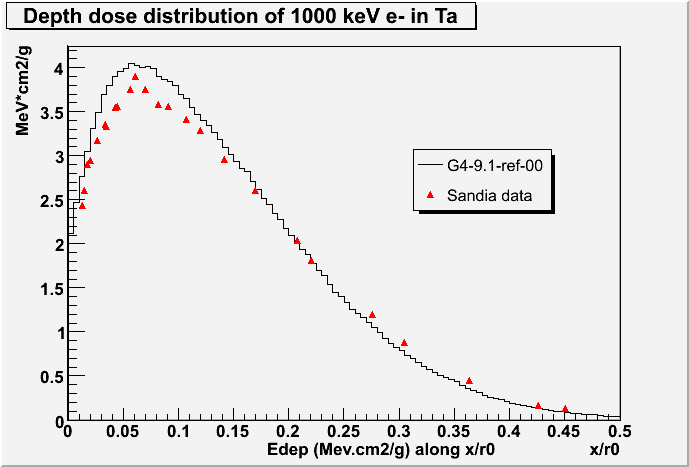 Depth dose distribution of 1000 keV e- in Ta
MeV*cm2/g
4
3.5
3
2.5
2
1.5
1
0.5
0
G4-9.1-ref-00
Sandia data
0 0.05 0.1 0.15 0.2 0.25 0.3 0.35 0.4 0.45 0.5
Edep (Mev.cm2/g) along x/r0 x/r0